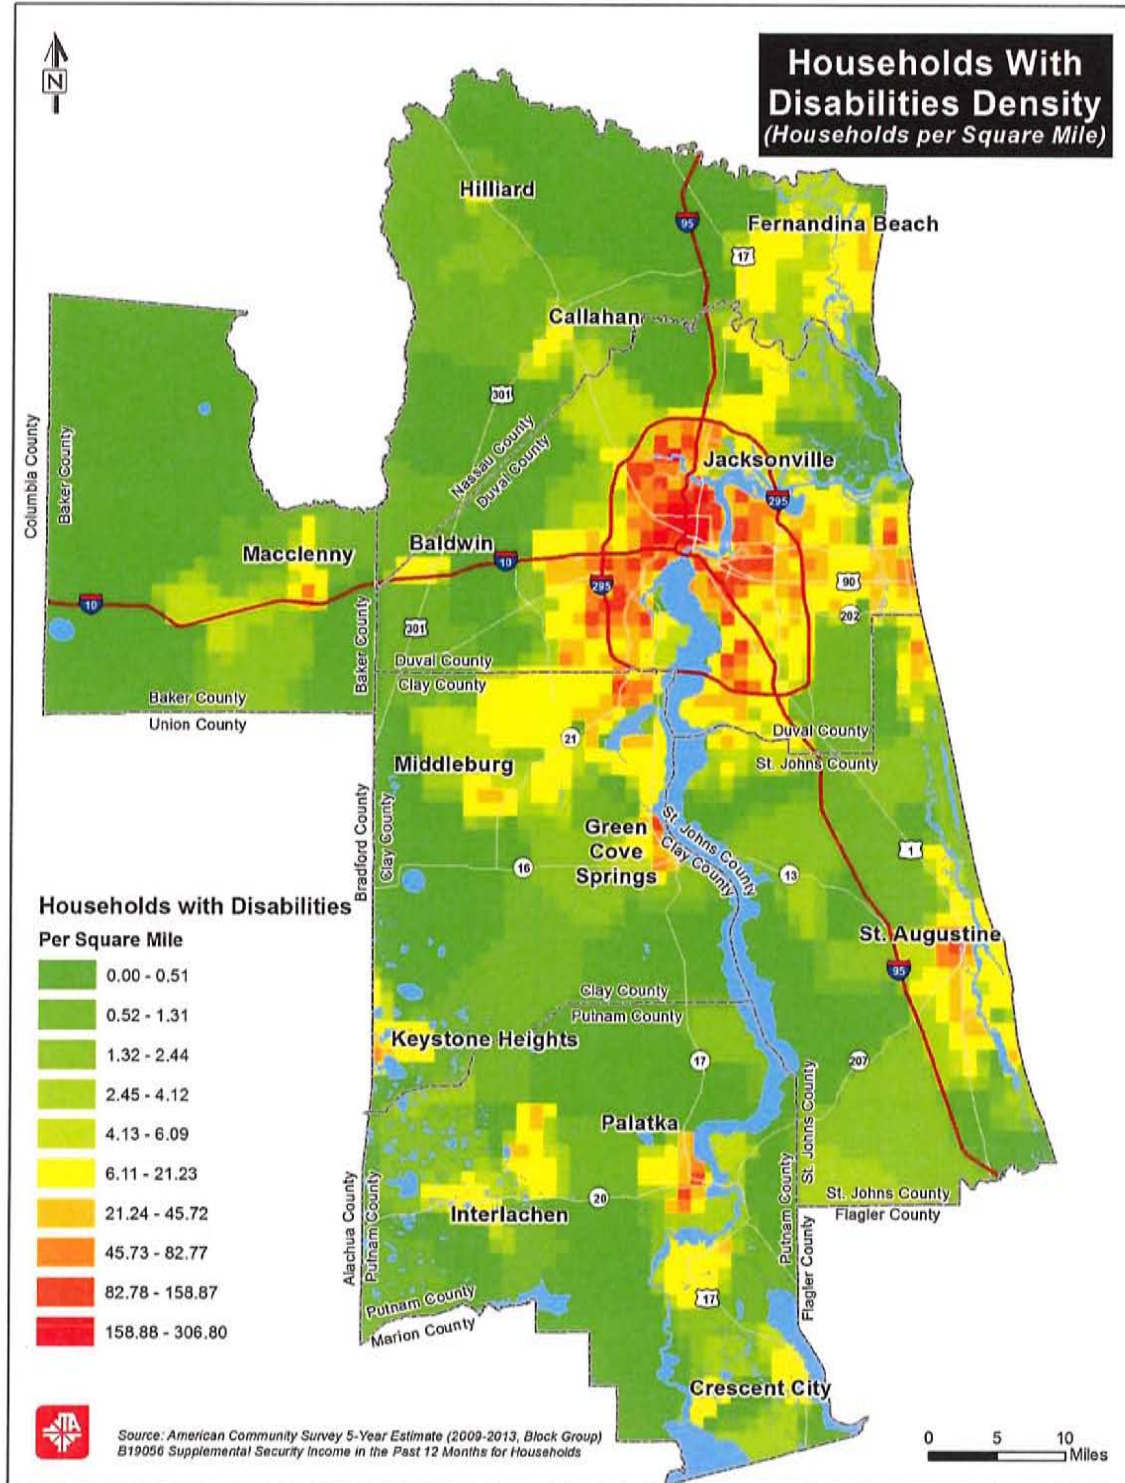 N
Households With
Disabilities Density
(Households per Square Mile)
Hilliard
95
Fernandina Beach
17
Callahan
301
Nassau County
Duval County
Jacksonville
295
Columbia County
Baker County
Macclenny
Baldwin
10
295
90
10
202
301
Baker County
Duval County
Clay County
Baker County
Union County
21
Duval County
St. Johns County
Middleburg
Bradford County
Clay County
Green
Cove
Springs
St. Johns County
Clay County
16
13
1
St. Augustine
95
Clay County
Putnam County
Keystone Heights
17
207
Palatka
St. Johns County
Putnam County
Alachua County
Putnam County
20
Interlachen
St. Johns County
Flagler County
Flagler County
17
Putnam County
Marion County
Crescent City
Households with Disabilities
Per Square Mile
0.00 - 0.51
0.52 - 1.31
1.32 - 2.44
2.45 - 4.12
4.13 - 6.09
6.11 - 21.23
21.24 - 45.72
45.73 - 82.77
82.78 - 158.87
158.88 - 306.80
JTA
Source: American Community Survey 5-Year Estimate (2009-2013, Block Group)
B19056 Supplemental Security Income in the Past 12 Months for Households
0 5 10
Miles